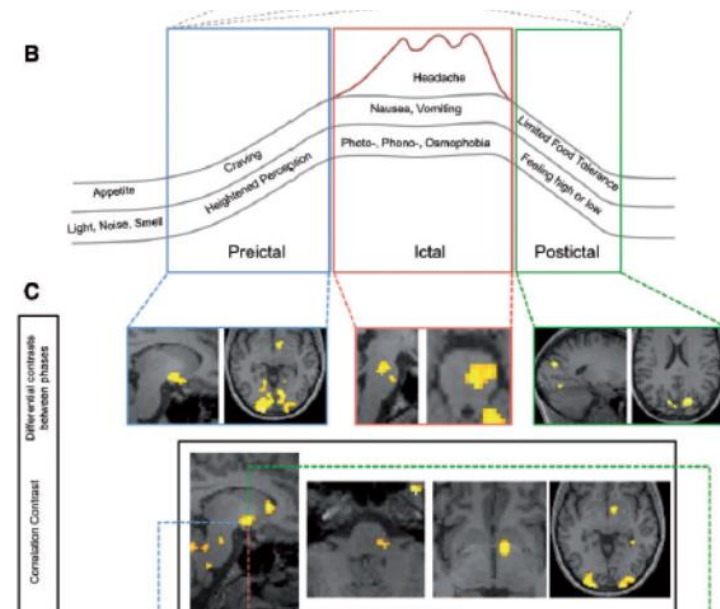 B
Headache
Nausea, Vomiting
Photo-, Phono-, Osmophobia
Craving
Heightened Perception
Limited Food Tolerance
Feeling high or low
Appetite
Light, Noise, Smell
Preictal
Ictal
Postictal
C
Differential contrasts
between phases
Correlation Contrast